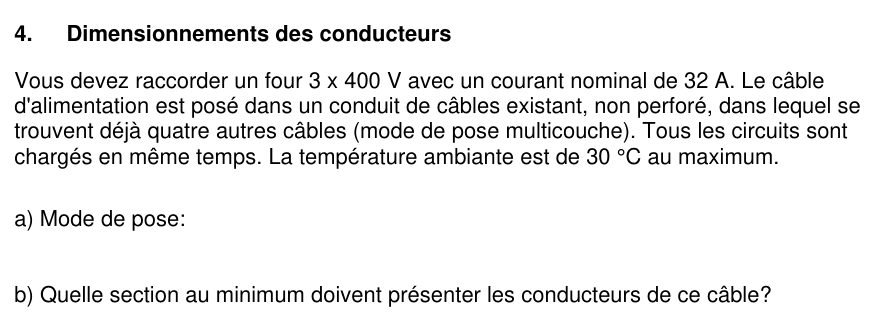 4. Dimensionnements des conducteurs
Vous devez raccorder un four 3 x 400 V avec un courant nominal de 32 A. Le câble
d'alimentation est posé dans un conduit de câbles existant, non perforé, dans lequel se
trouvent déjà quatre autres câbles (mode de pose multicouche). Tous les circuits sont
chargés en même temps. La température ambiante est de 30 °C au maximum.
a) Mode de pose:
b) Quelle section au minimum doivent présenter les conducteurs de ce câble?